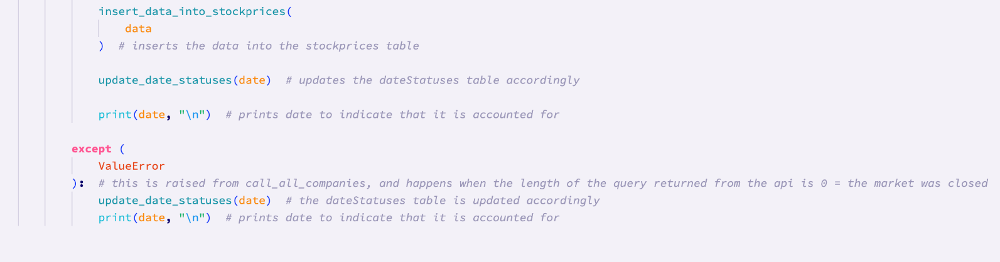 insert_data_into_stockprices(
data
)  # inserts the data into the stockprices table
update_date_statuses(date)  # updates the dateStatuses table accordingly
print(date, "\n")  # prints date to indicate that it is accounted for
except (
ValueError
):  # this is raised from call_all_companies, and happens when the length of the query returned from the api is 0 = the market was closed
update_date_statuses(date)  # the dateStatuses table is updated accordingly
print(date, "\n")  # prints date to indicate that it is accounted for